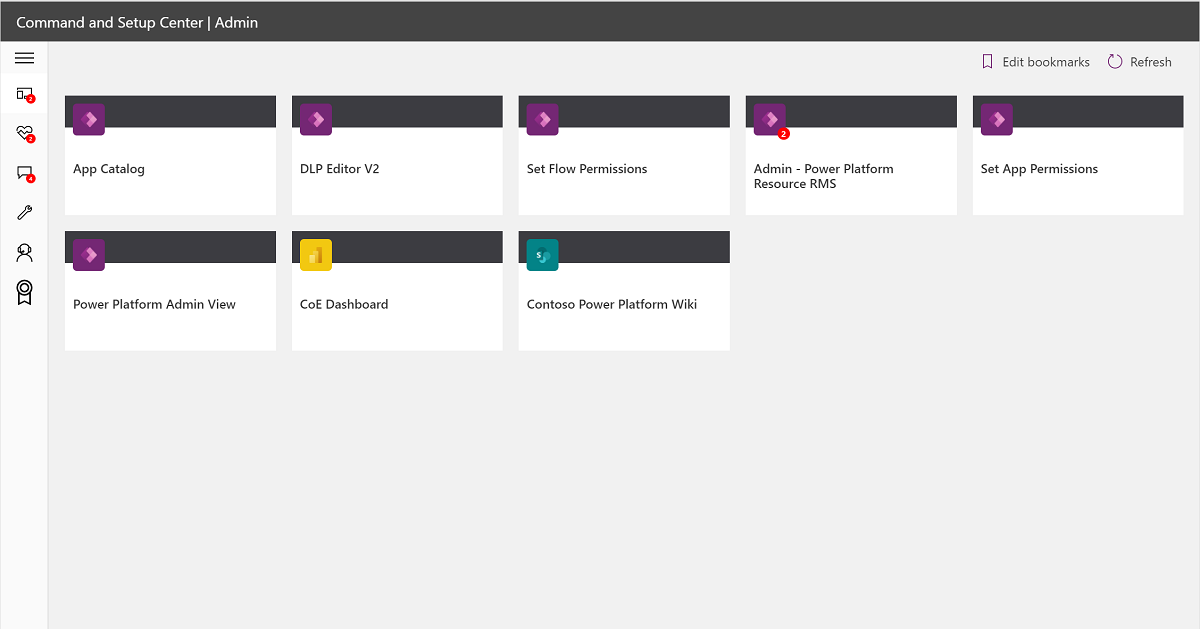 Command and Setup Center | Admin
Edit bookmarks
Refresh
2
2
4
App Catalog
DLP Editor V2
Set Flow Permissions
2
Admin - Power Platform
Resource RMS
Set App Permissions
Power Platform Admin View
CoE Dashboard
S
Contoso Power Platform Wiki